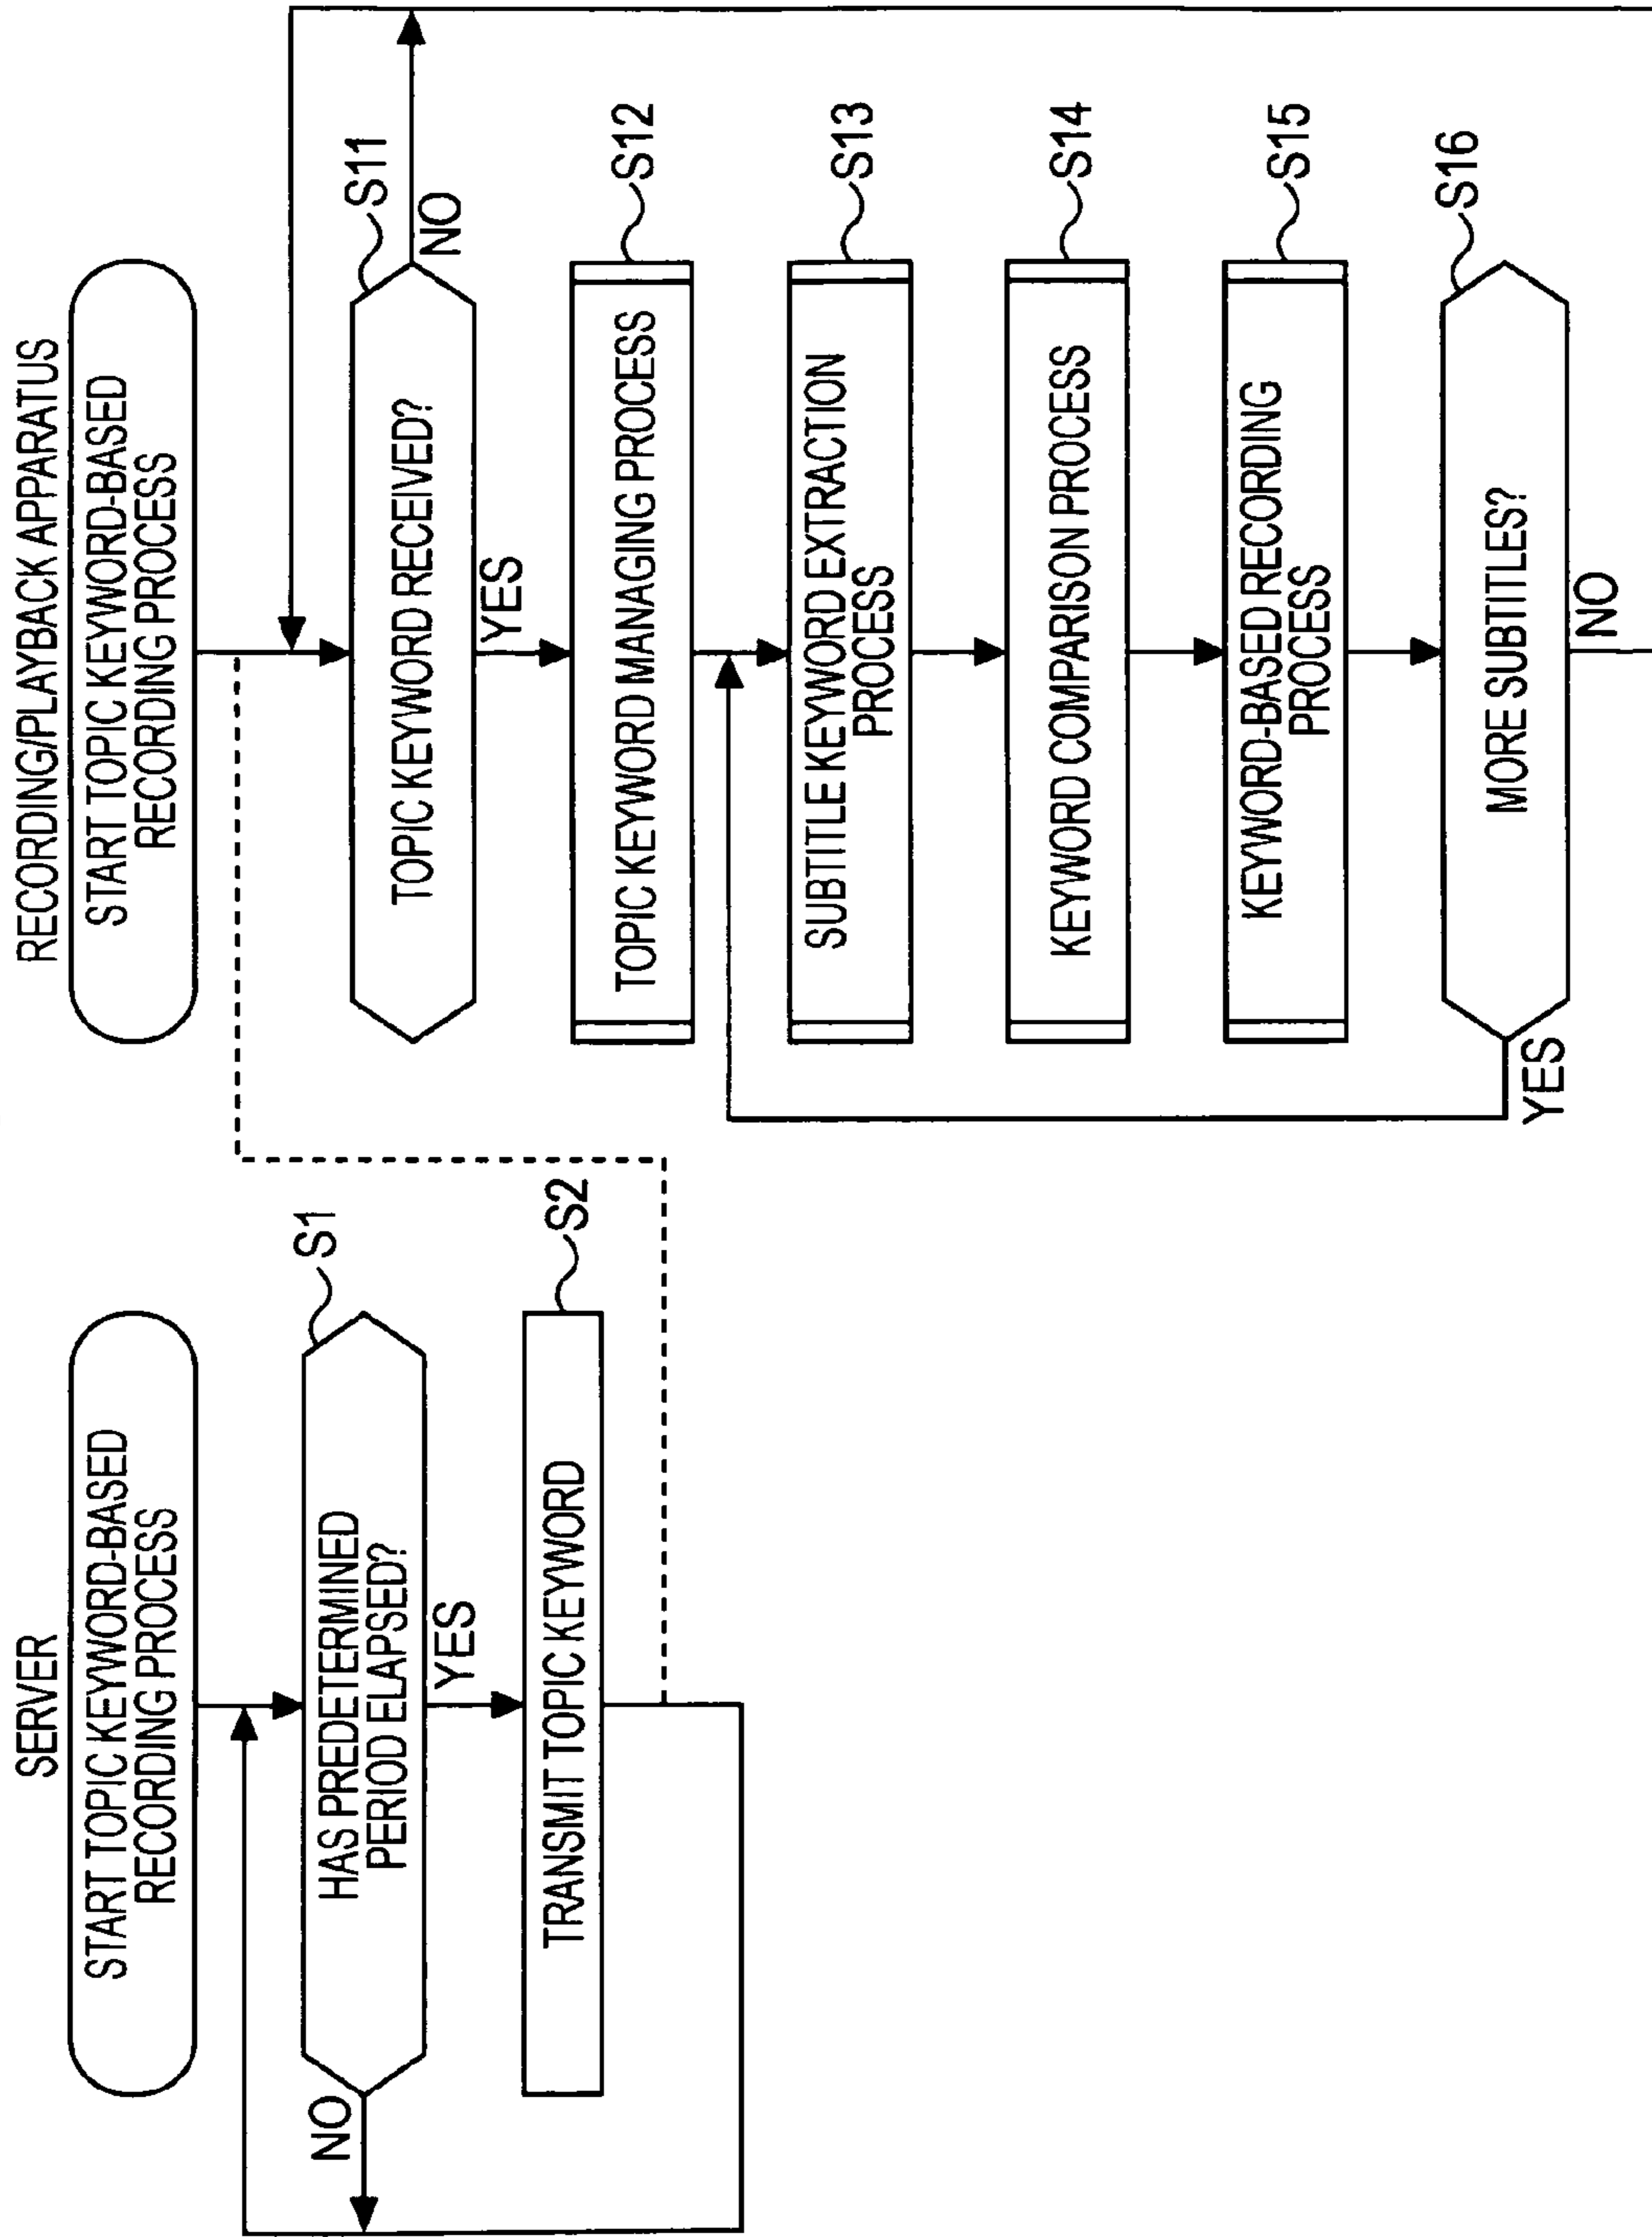 SERVER
START TOPIC KEYWORD-BASED
RECORDING PROCESS
S1
HAS PREDETERMINED
PERIOD ELAPSED?
NO
YES
S2
TRANSMIT TOPIC KEYWORD
RECORDING/PLAYBACK APPARATUS
START TOPIC KEYWORD-BASED
RECORDING PROCESS
S11
TOPIC KEYWORD RECEIVED?
NO
YES
S12
TOPIC KEYWORD MANAGING PROCESS
S13
SUBTITLE KEYWORD EXTRACTION
PROCESS
S14
KEYWORD COMPARISON PROCESS
S15
KEYWORD-BASED RECORDING
PROCESS
S16
MORE SUBTITLES?
YES
NO